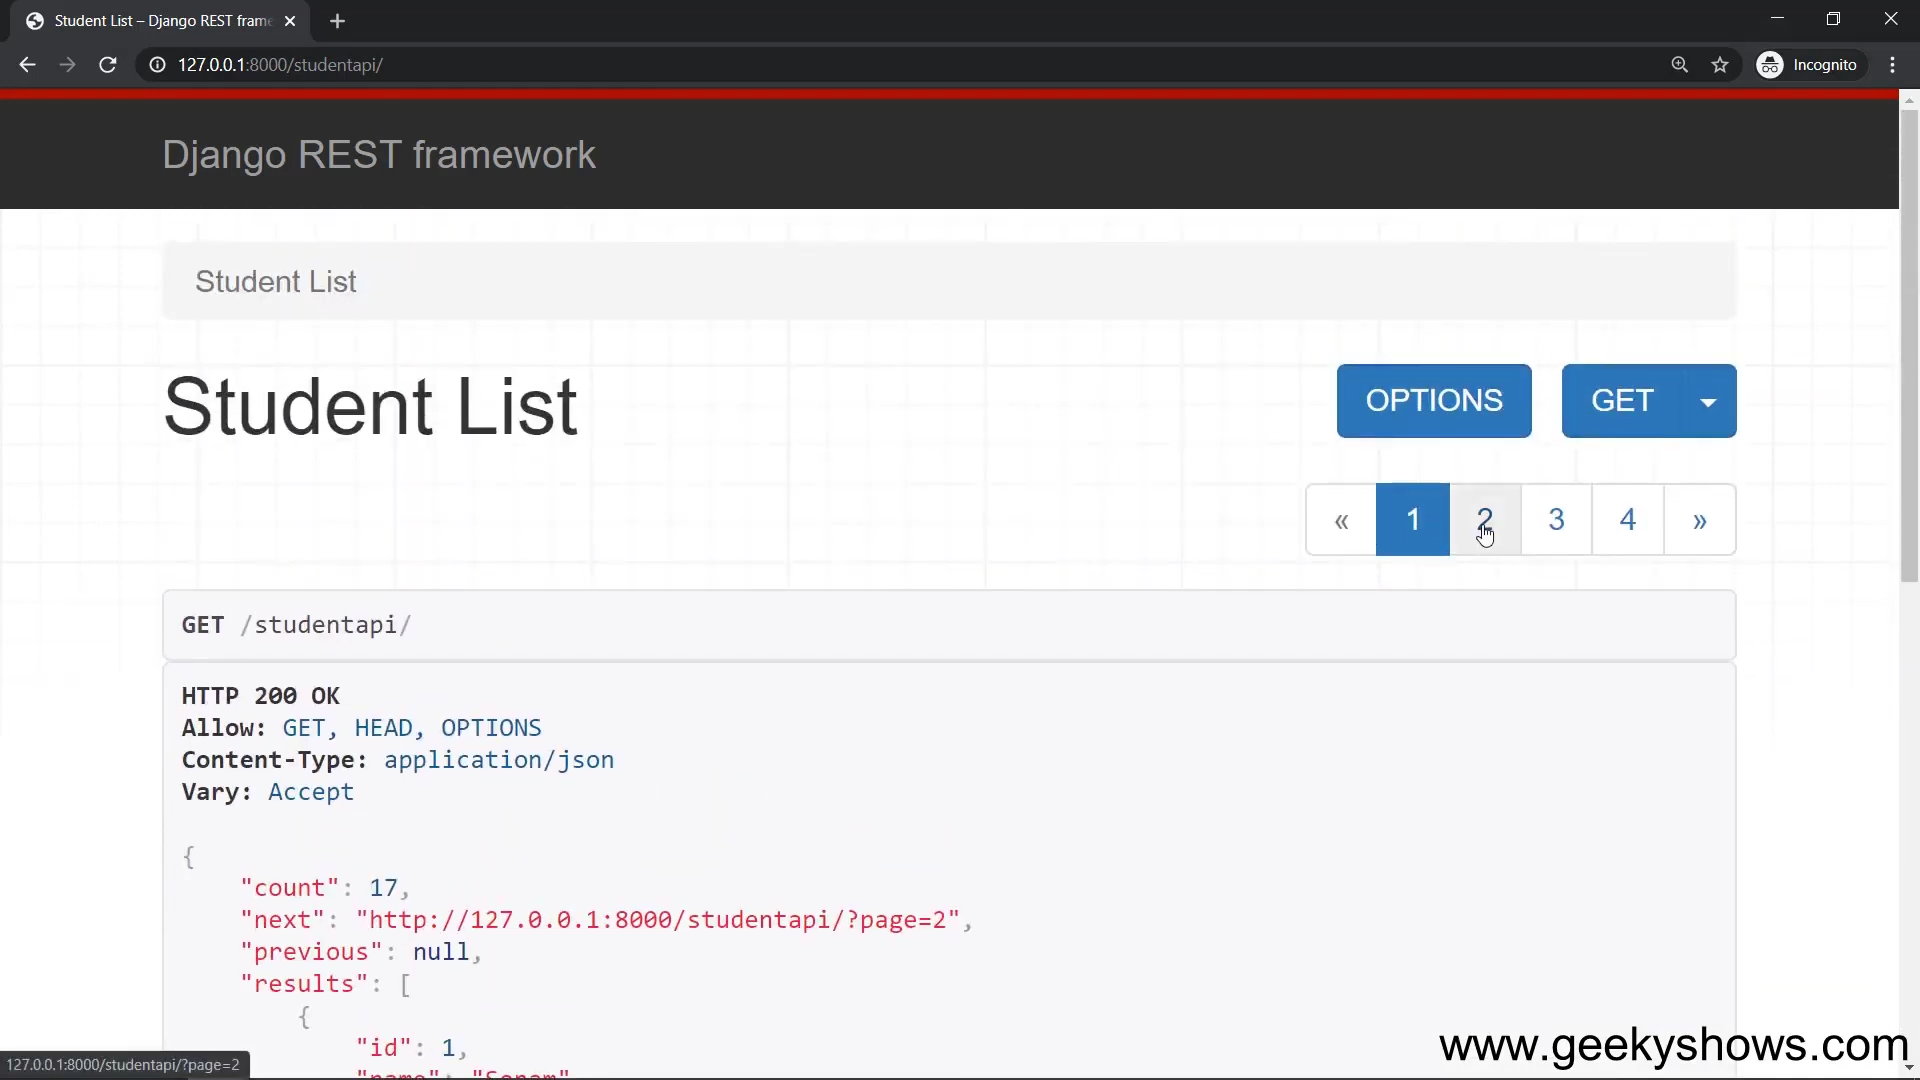 Student List – Django REST frame
127.0.0.1:8000/studentapi/
Incognito
Django REST framework
Student List
Student List
OPTIONS
GET
« 1 2 3 4 »
GET /studentapi/
HTTP 200 OK
Allow: GET, HEAD, OPTIONS
Content-Type: application/json
Vary: Accept
{
"count": 17,
"next": "http://127.0.0.1:8000/studentapi/?page=2",
"previous": null,
"results": [
{
"id": 1,
"name": "Sonam"
www.geekyshows.com
127.0.0.1:8000/studentapi/?page=2